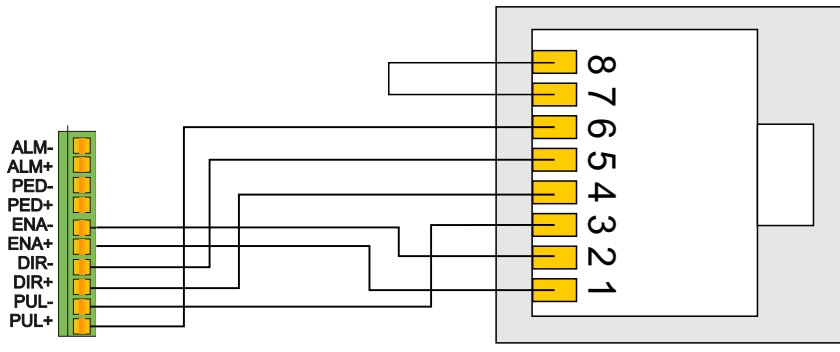 ALM-
ALM+
PED-
PED+
ENA-
ENA+
DIR-
DIR+
PUL-
PUL+
8
7
6
5
4
3
2
1